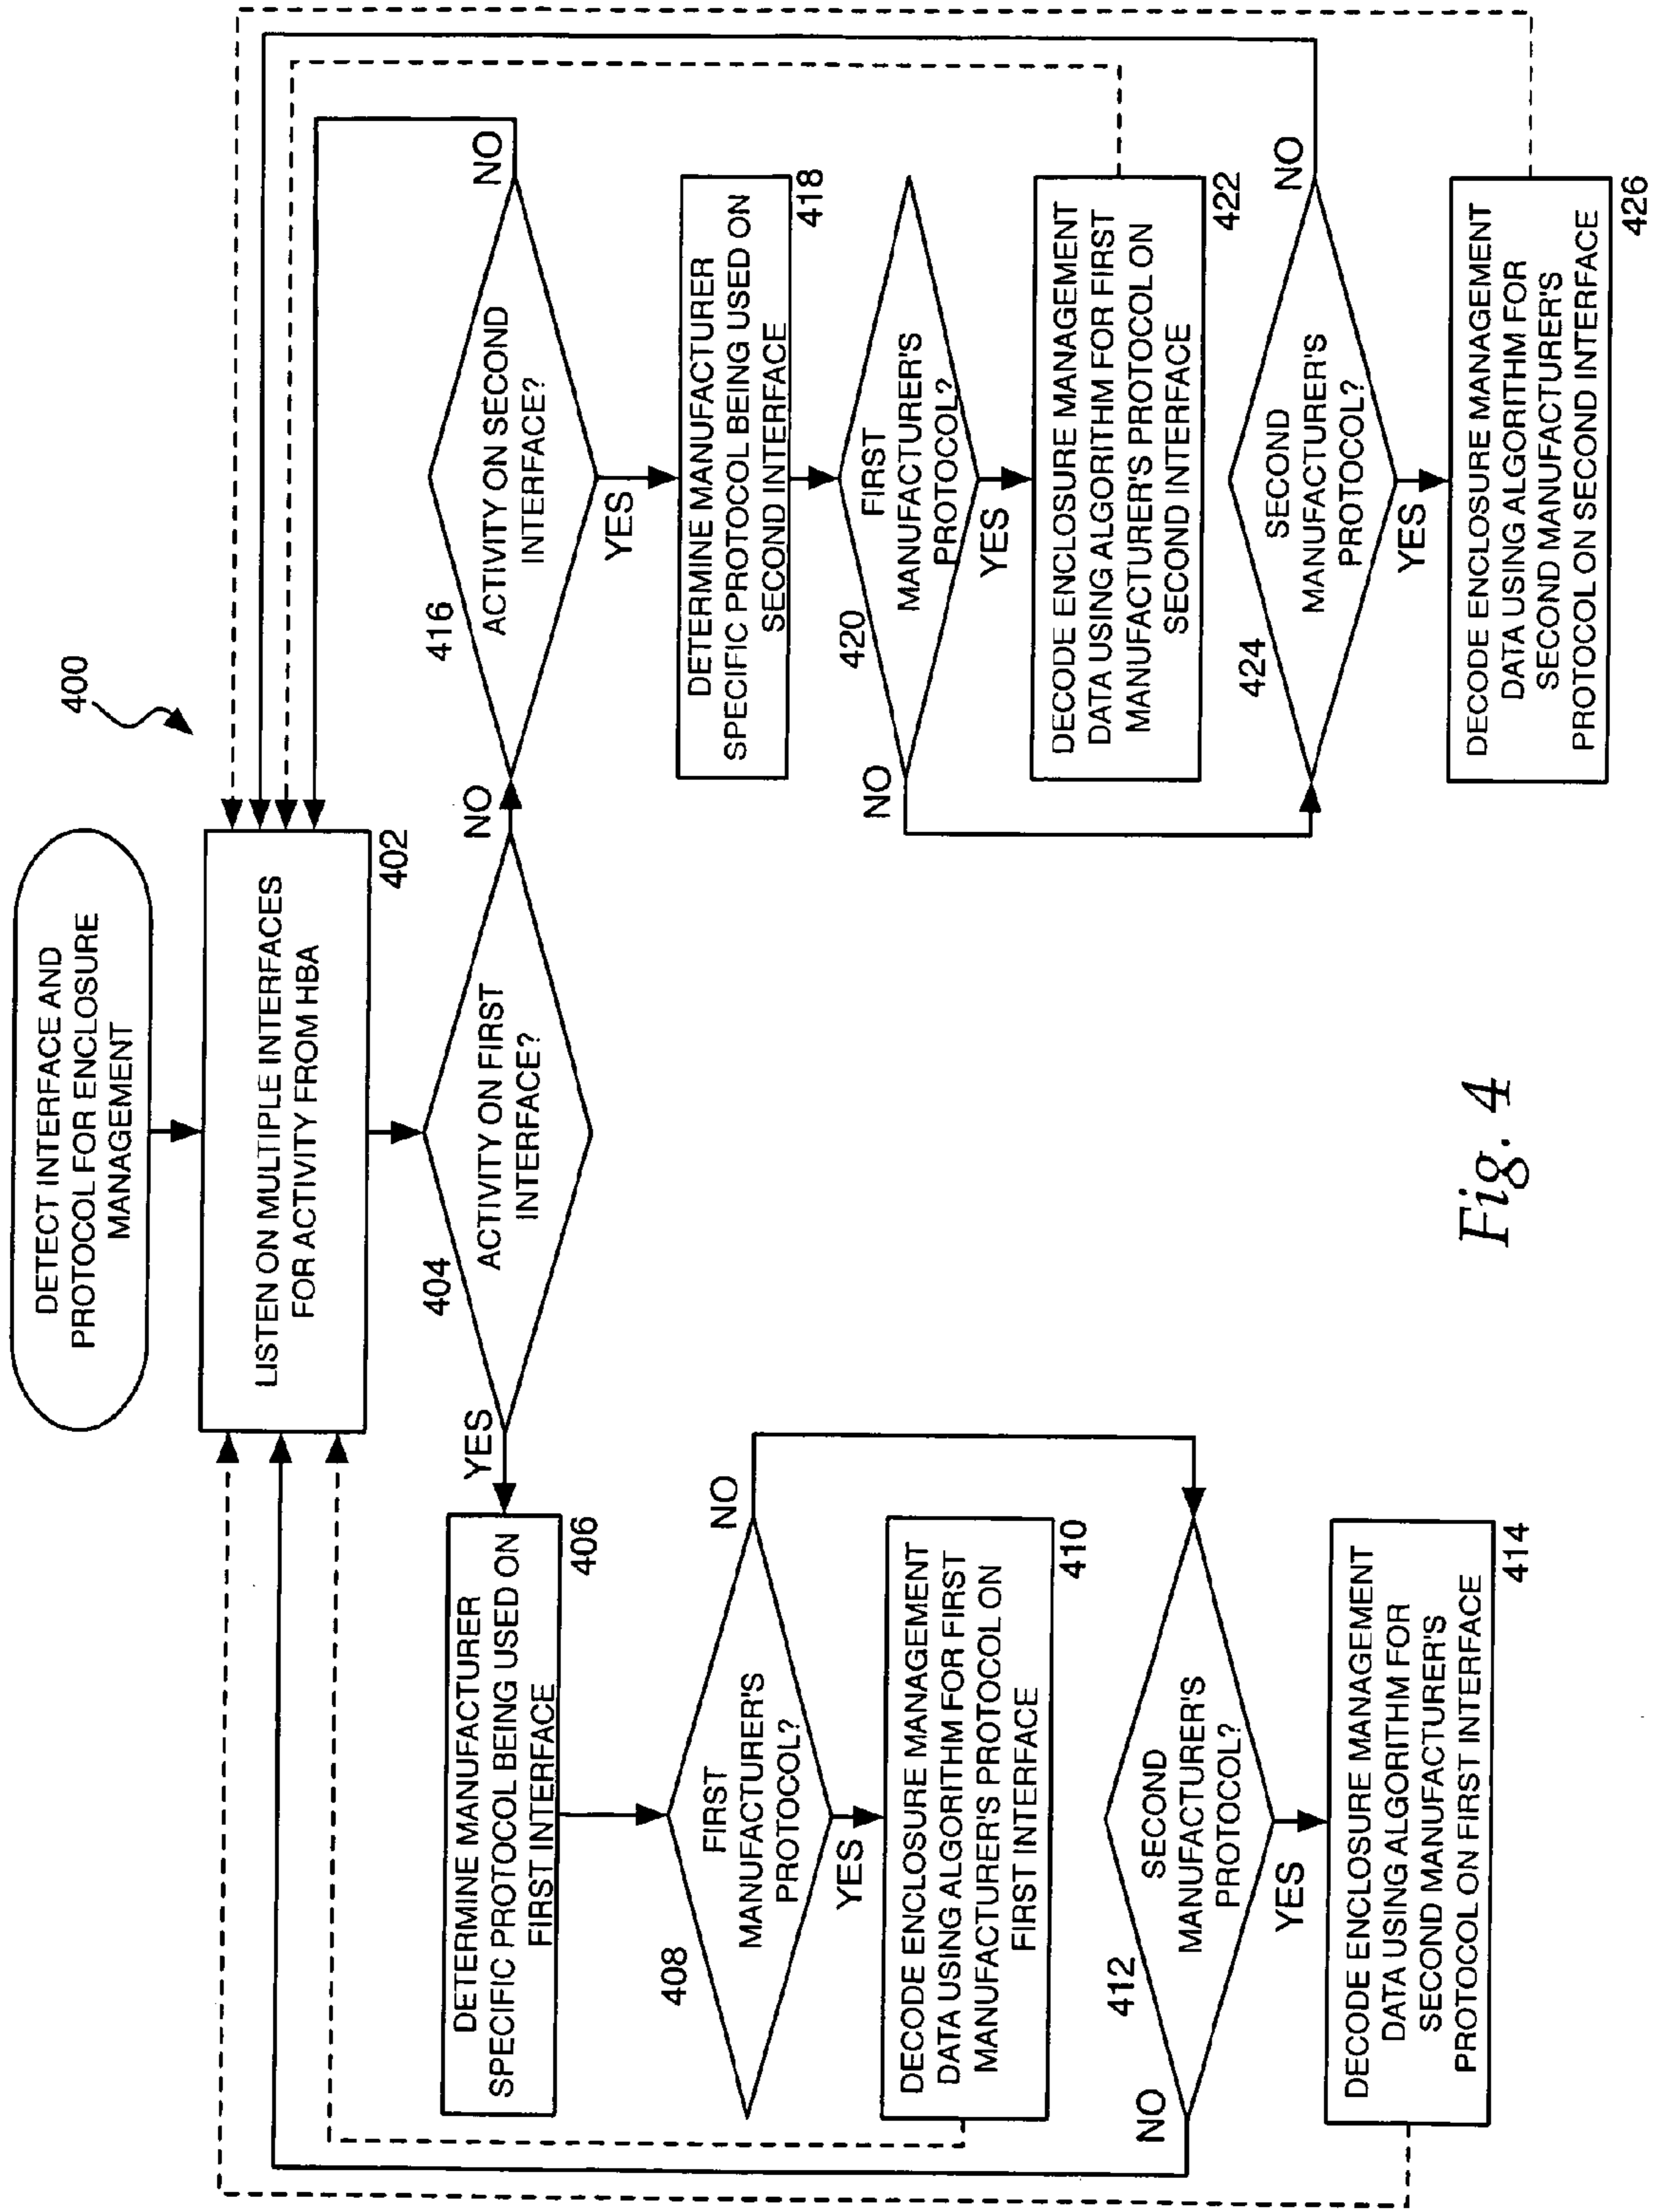 400
DETECT INTERFACE AND
PROTOCOL FOR ENCLOSURE
MANAGEMENT
LISTEN ON MULTIPLE INTERFACES
FOR ACTIVITY FROM HBA
402
404
ACTIVITY ON FIRST
INTERFACE?
YES
NO
DETERMINE MANUFACTURER
SPECIFIC PROTOCOL BEING USED ON
FIRST INTERFACE
406
408
FIRST
MANUFACTURER'S
PROTOCOL?
NO
YES
DECODE ENCLOSURE MANAGEMENT
DATA USING ALGORITHM FOR FIRST
MANUFACTURER'S PROTOCOL ON
FIRST INTERFACE
410
412
SECOND
MANUFACTURER'S
PROTOCOL?
NO
YES
DECODE ENCLOSURE MANAGEMENT
DATA USING ALGORITHM FOR
SECOND MANUFACTURER'S
PROTOCOL ON FIRST INTERFACE
414
416
ACTIVITY ON SECOND
INTERFACE?
NO
YES
DETERMINE MANUFACTURER
SPECIFIC PROTOCOL BEING USED ON
SECOND INTERFACE
418
420
FIRST
MANUFACTURER'S
PROTOCOL?
NO
YES
DECODE ENCLOSURE MANAGEMENT
DATA USING ALGORITHM FOR FIRST
MANUFACTURER'S PROTOCOL ON
SECOND INTERFACE
422
424
SECOND
MANUFACTURER'S
PROTOCOL?
NO
YES
DECODE ENCLOSURE MANAGEMENT
DATA USING ALGORITHM FOR
SECOND MANUFACTURER'S
PROTOCOL ON SECOND INTERFACE
426
Fig. 4